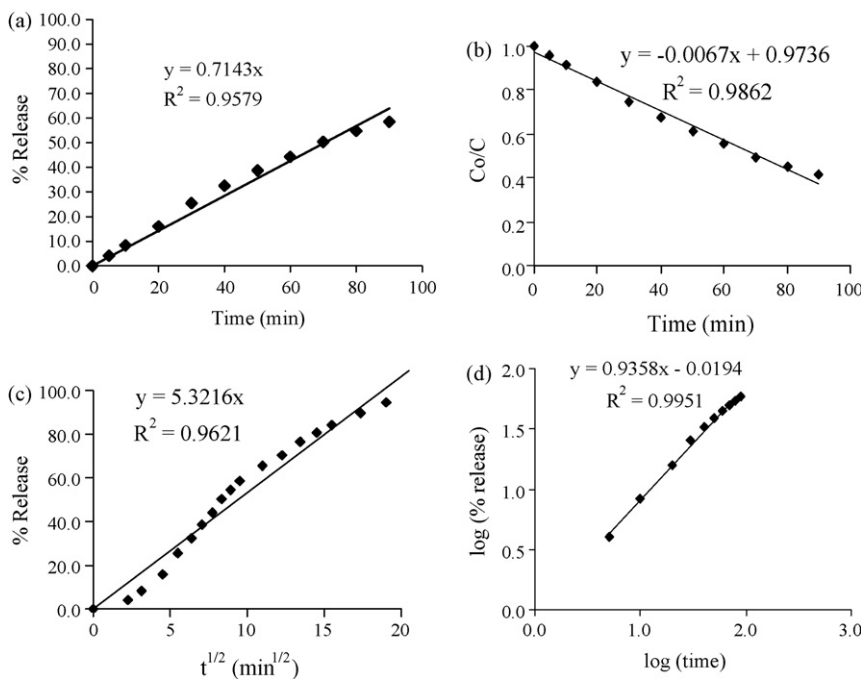 (a)
100.0
90.0
80.0
70.0
60.0
50.0
40.0
30.0
20.0
10.0
0.0
% Release
y = 0.7143x
R² = 0.9579
0 20 40 60 80 100
Time (min)
(b)
1.0
0.8
0.6
0.4
0.2
0.0
Co/C
y = -0.0067x + 0.9736
R² = 0.9862
0 20 40 60 80 100
Time (min)
(c)
100.0
80.0
60.0
40.0
20.0
0.0
% Release
y = 5.3216x
R² = 0.9621
0 5 10 15 20
t^1/2 (min^1/2)
(d)
y = 0.9358x - 0.0194
R² = 0.9951
2.0
1.5
1.0
0.5
0.0
log (% release)
0.0 1.0 2.0 3.0
log (time)